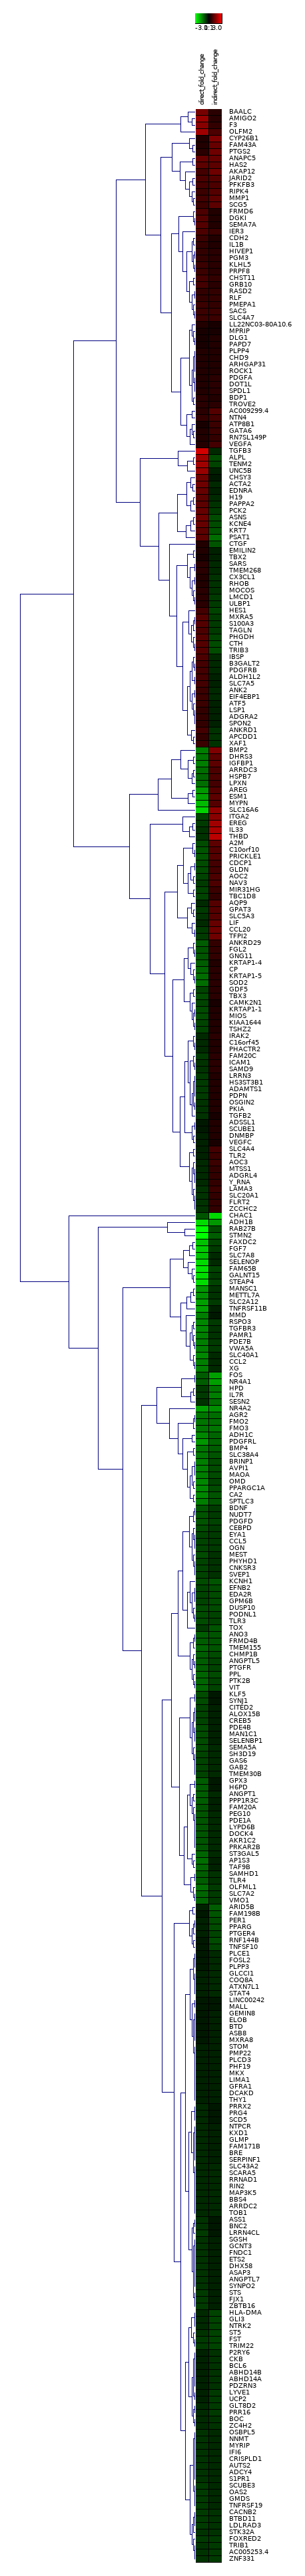 direct_fold_change
indirect_fold_change
BAALC
AMIGO2
F3
OLFM2
CYP26B1
FAM43A
PTGS2
ANAPC5
HAS2
AKAP12
JARID2
PFKFB3
RIPK4
MMP1
SCG5
FRMD6
DGKI
SEMA7A
IER3
CDH2
IL1B
HIVEP1
PGM3
KLHL5
PRPF8
CHST11
GRB10
RASD2
RLF
PMEPA1
SACS
SLC4A7
LL22NC03-80A10.6
MPRIP
DLG1
PAPD7
PLPP4
CHD9
ARHGAP31
ROCK1
PDGFA
DOT1L
SPDL1
BDP1
TROVE2
AC009299.4
NTN4
ATP8B1
GATA6
RN7SL149P
VEGFA
TGFB3
ALPL
TENM2
UNC5B
CHSY3
ACTA2
EDNRA
H19
PAPPA2
PCK2
ASNS
KCNE4
KRT7
PSAT1
CTGF
EMILIN2
TBX2
SARS
TMEM268
CX3CL1
RHOB
MOCOS
LMCD1
ULBP1
HES1
MXRA5
S100A3
TAGLN
PHGDH
CTH
TRIB3
IBSP
B3GALT2
PDGFRB
ALDH1L2
SLC7A5
ANK2
EIF4EBP1
ATF5
LSP1
ADGRA2
SPON2
ANKRD1
APCDD1
XAF1
BMP2
DHRS3
IGFBP1
ARRDC3
HSPB7
LPXN
AREG
ESM1
MYPN
SLC16A6
ITGA2
EREG
IL33
THBD
A2M
C10orf10
PRICKLE1
CDCP1
GLDN
AOC2
NAV3
MIR31HG
TBC1D8
AQP9
GPAT3
SLC5A3
LIF
CCL20
TFPI2
ANKRD29
FGL2
GNG11
KRTAP1-4
CP
KRTAP1-5
SOD2
GDF5
TBX3
CAMK2N1
KRTAP1-1
MIOS
KIAA1644
TSHZ2
IRAK2
C16orf45
PHACTR2
FAM20C
ICAM1
SAMD9
LRRN3
HS3ST3B1
ADAMTS1
PDPN
OSGIN2
PKIA
TGFB2
ADSSL1
SCUBE1
DNMBP
VEGFC
SLC4A4
TLR2
AOC3
MTSS1
ADGRL4
Y_RNA
LAMA3
SLC20A1
FLRT2
ZCCHC2
CHAC1
ADH1B
RAB27B
STMN2
FAXDC2
FGF7
SLC7A8
SELENOP
FAM65B
GALNT15
STEAP4
MANSC1
METTL7A
SLC2A12
TNFRSF11B
MMD
RSPO3
TGFBR3
PAMR1
PDE7B
VWA5A
SLC40A1
CCL2
XG
FOS
NR4A1
HPD
IL7R
SESN2
NR4A2
AGR2
FMO2
FMO3
ADH1C
PDGFRL
BMP4
SLC38A4
BRINP1
AVPI1
MAOA
OMD
PPARGC1A
CA2
SPTLC3
BDNF
NUDT7
PDGFD
CEBPD
EYA1
CCL5
OGN
MEST
PHYHD1
CNKSR3
SVEP1
KCNH1
EFNB2
EDA2R
GPM6B
DUSP10
PODNL1
TLR3
TOX
ANO3
FRMD4B
TMEM155
CHMP1B
ANGPTL5
PTGFR
PPL
PTK2B
VIT
KLF5
SYNJ1
CITED2
ALOX15B
CREB5
PDE4B
MAN1C1
SELENBP1
SEMA5A
SH3D19
GAS6
GAB2
TMEM30B
GPX3
H6PD
ANGPT1
PPP1R3C
FAM20A
PEG10
PDE1A
LYPD6B
DOCK4
AKR1C2
PRKAR2B
ST3GAL5
AP1S3
TAF9B
SAMHD1
TLR4
OLFML1
SLC7A2
VMO1
ARID5B
FAM198B
PER1
PPARG
PTGER4
RNF144B
TNFSF10
PLCE1
FOSL2
PLPP3
GLCCI1
COQ8A
ATXN7L1
STAT4
LINC00242
MALL
GEMIN8
ELOB
BTD
ASB8
MXRA8
STOM
PMP22
PLCD3
PHF19
MKX
LIMA1
GFRA1
DCAKD
THY1
PRRX2
PRG4
SCD5
NTPCR
KXD1
GLMP
FAM171B
BRE
SERPINF1
SLC43A2
SCARA5
RRNAD1
RIN2
MAP3K5
BBS4
ARRDC2
TOB1
ASS1
BNC2
LRRN4CL
SGSH
GCNT3
FNDC1
ETS2
DHX58
ASAP3
ANGPTL7
SYNPO2
STS
FJX1
ZBTB16
HLA-DMA
GLI3
NTRK2
ST5
FST
TRIM22
P2RY6
CKB
BCL6
ABHD14B
ABHD14A
PDZRN3
LYVE1
UCP2
GLT8D2
PRR16
BOC
ZC4H2
OSBPL5
NNMT
MYRIP
IFI6
CRISPLD1
AUTS2
ADCY4
S1PR1
SCUBE3
OAS2
GMDS
TNFRSF19
CACNB2
BTBD11
LDLRAD3
STK32A
FOXRED2
TRIB1
AC005253.4
ZNF331